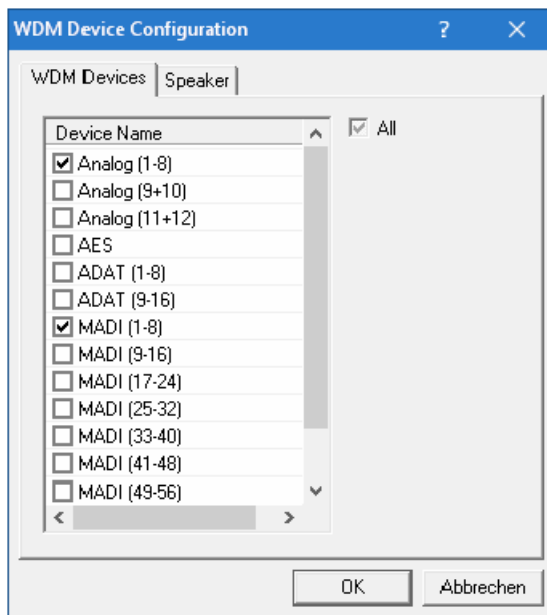 WDM Device Configuration ? ×
WDM Devices Speaker
Device Name
All
Analog (1-8)
Analog (9+10)
Analog (11+12)
AES
ADAT (1-8)
ADAT (9-16)
MADI (1-8)
MADI (9-16)
MADI (17-24)
MADI (25-32)
MADI (33-40)
MADI (41-48)
MADI (49-56)
OK Abbrechen